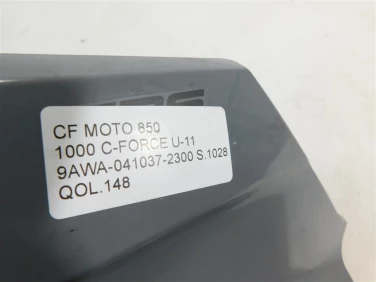 CF MOTO 850
1000 C-FORCE U-11
9AWA-041037-2300 S.1028
QOL.148